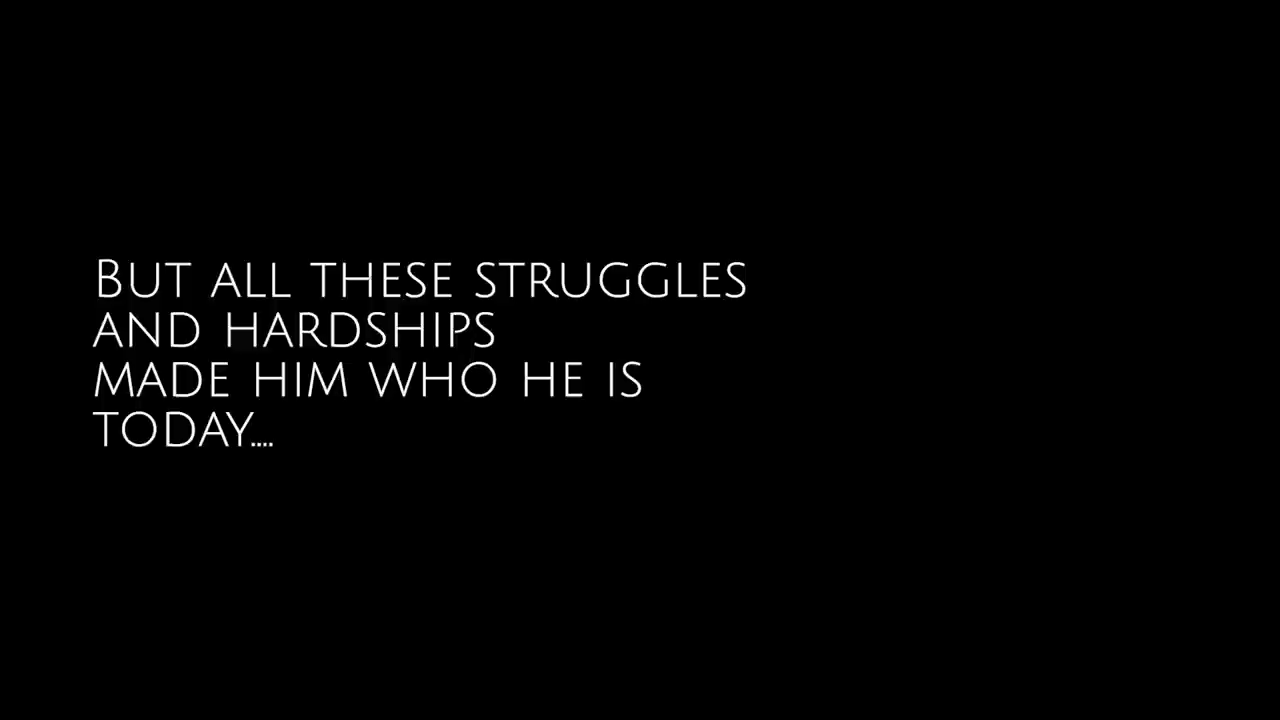 But all these struggles
and hardships
made him who he is
today....